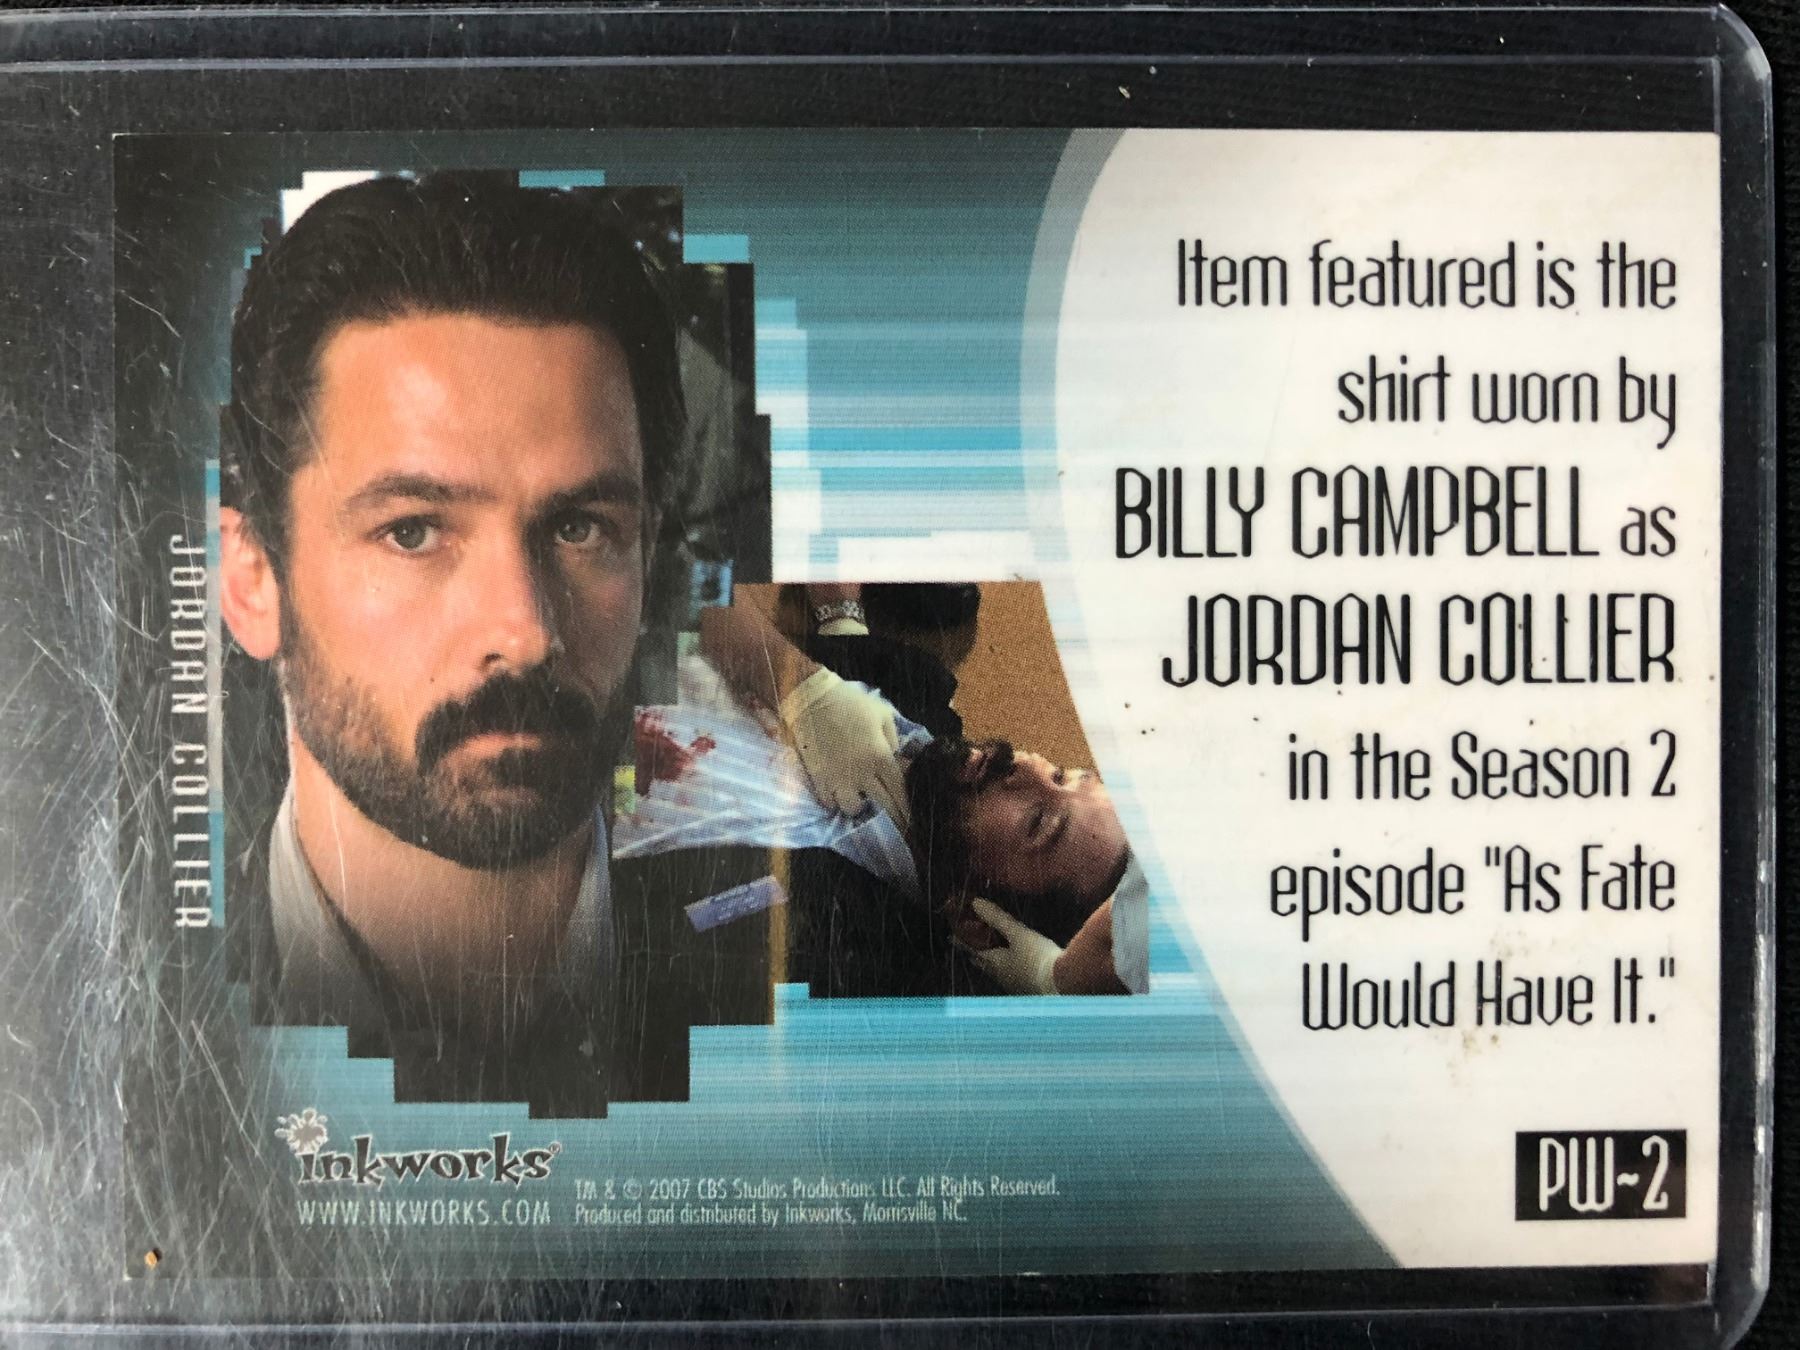 Item featured is the
shirt worn by
BILLY CAMPBELL as
JORDAN COLLIER
in the Season 2
episode "As Fate
Would Have It."
PW~2
JORDAN COLLIER
inkworks®
WWW.INKWORKS.COM
TM & © 2007 CBS Studios Productions LLC. All Rights Reserved.
Produced and distributed by Inkworks, Morrisville NC.